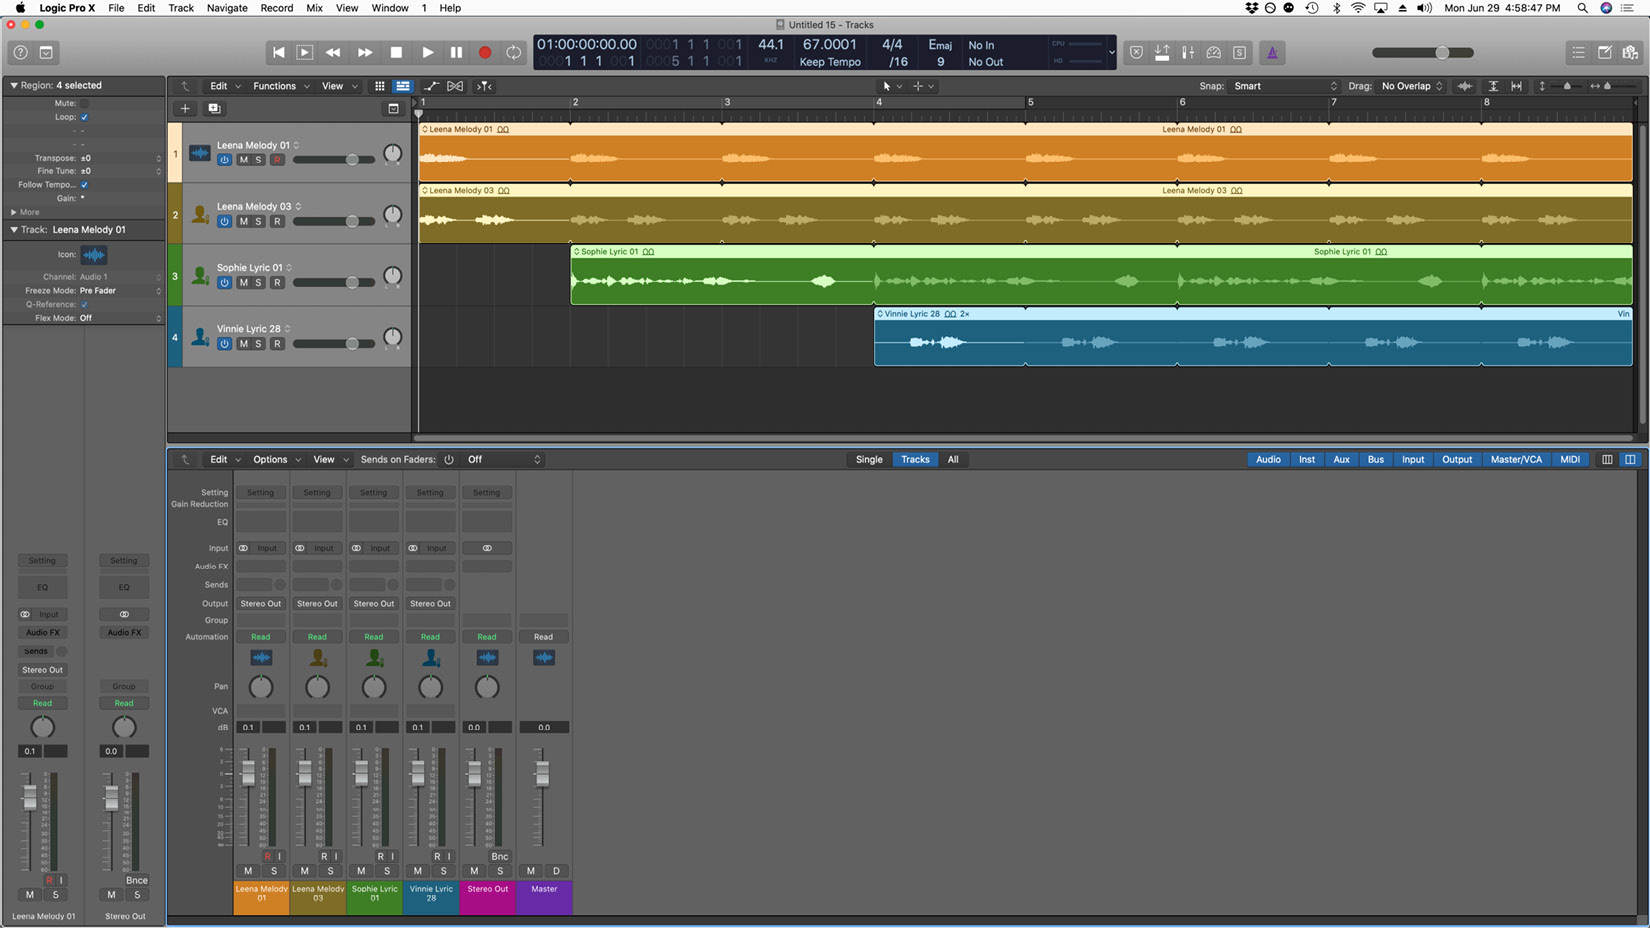 Logic Pro X File Edit Track Navigate Record Mix View Window 1 Help
Mon Jun 29 4:58:47 PM
Untitled 15 - Tracks
01:00:00:00.00 0001 1 1 001 44.1 67.0001 4/4 Emaj No In CPU
0001 1 1 001 0005 1 1 001 KHZ Keep Tempo /16 9 No Out HD
Region: 4 selected
Edit Functions View
Snap: Smart Drag: No Overlap
Mute:
Loop:
- -
- -
Transpose: ±0
Fine Tune: ±0
Follow Tempo...
Gain:
More
Track: Leena Melody 01
Icon:
Channel: Audio 1
Freeze Mode: Pre Fader
Q-Reference:
Flex Mode: Off
1 2 3 4 5 6 7 8
1 Leena Melody 01
M S R
L R
Leena Melody 01 Leena Melody 01
2 Leena Melody 03
M S R
L R
Leena Melody 03 Leena Melody 03
3 Sophie Lyric 01
M S R
L R
Sophie Lyric 01 Sophie Lyric 01
4 Vinnie Lyric 28
M S R
L R
Vinnie Lyric 28 2x Vin
Edit Options View Sends on Faders: Off
Single Tracks All
Audio Inst Aux Bus Input Output Master/VCA MIDI
Setting Setting Setting Setting Setting Setting
Gain Reduction
EQ
Input Input Input Input Input
Audio FX
Sends
Output Stereo Out Stereo Out Stereo Out Stereo Out
Group
Automation Read Read Read Read Read Read
Pan
VCA
dB 0.1 0.1 0.1 0.1 0.0 0.0
R I R I R I R I Bnc
M S M S M S M S M S M D
Leena Melody 01
Leena Melody 03
Sophie Lyric 01
Vinnie Lyric 28
Stereo Out
Master
Setting Setting
EQ EQ
Input
Audio FX Audio FX
Sends
Stereo Out
Group Group
Read Read
0.1 0.0
R I Bnce
M S M S
Leena Melody 01 Stereo Out